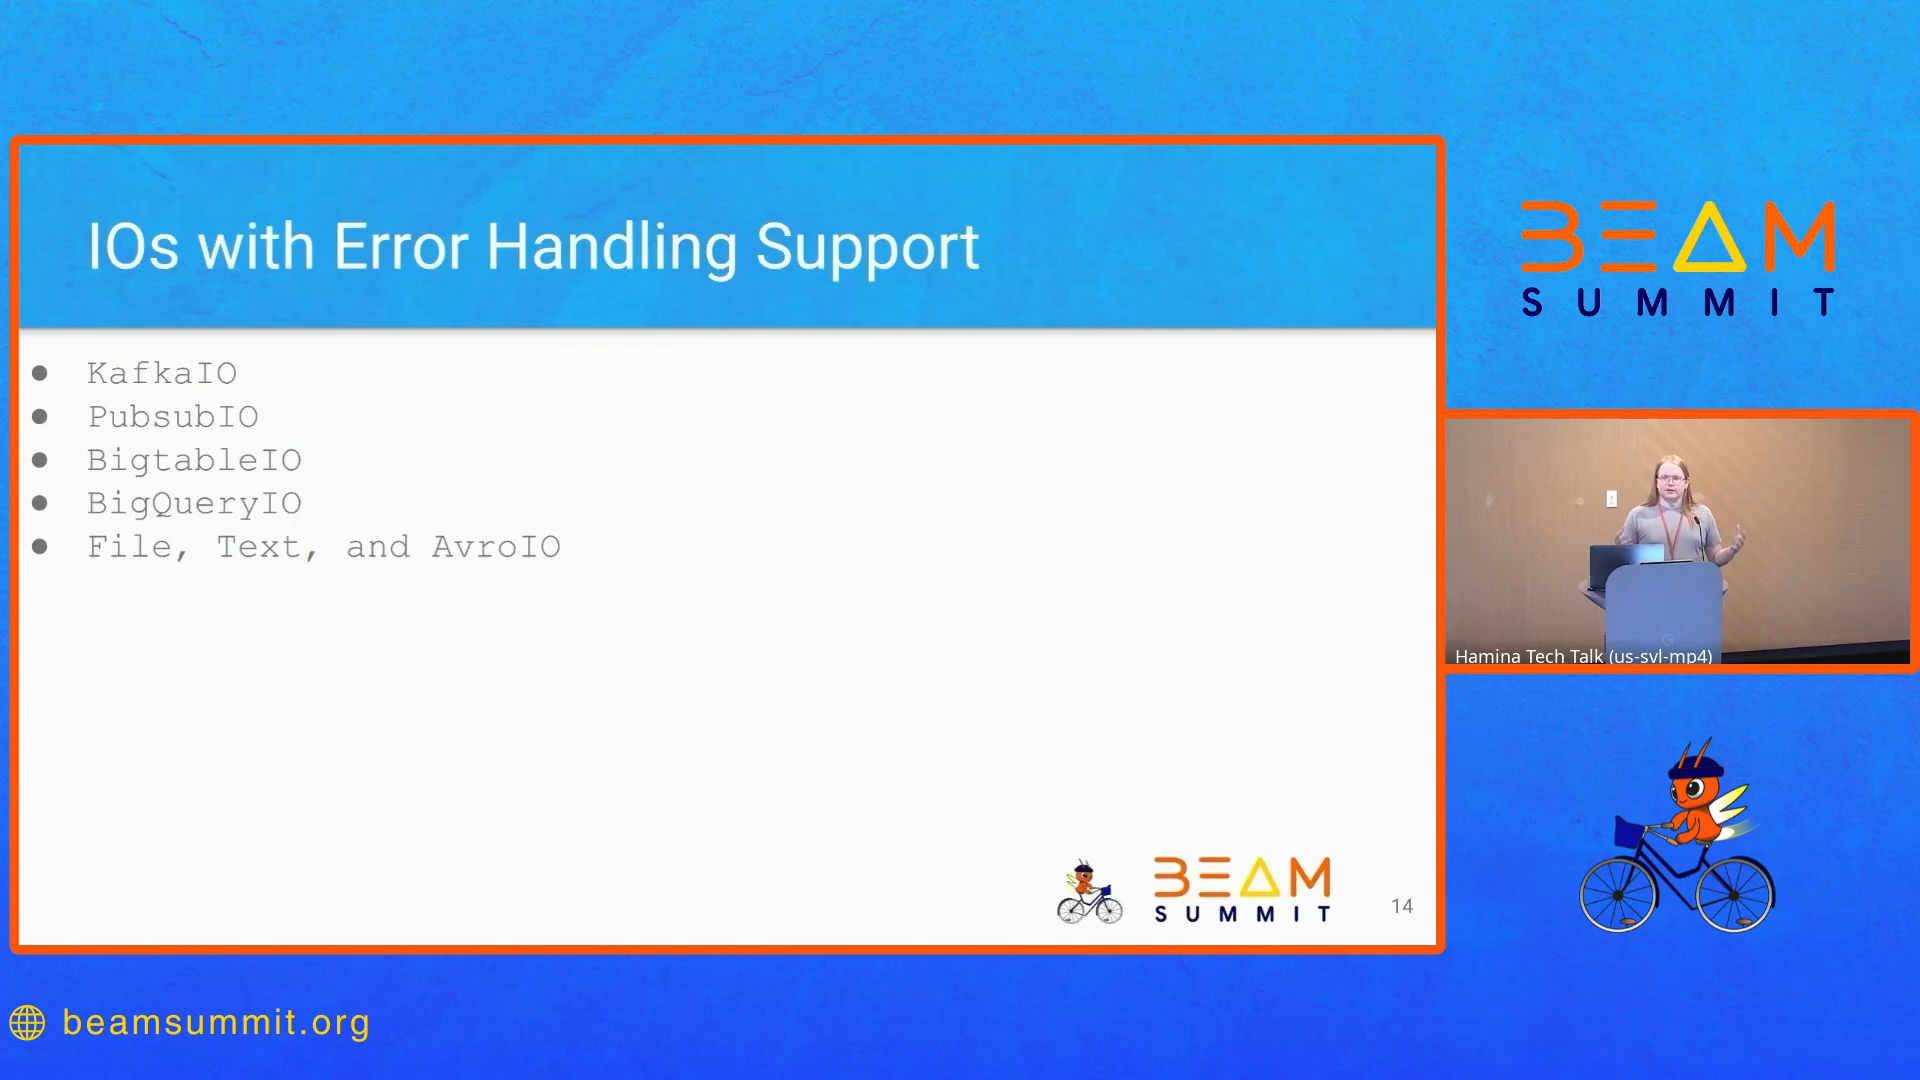 IOs with Error Handling Support
KafkaIO
PubsubIO
BigtableIO
BigQueryIO
File, Text, and AvroIO
BEAM
SUMMIT
14
BEAM
SUMMIT
Hamina Tech Talk (us-svl-mp4)
beamsummit.org